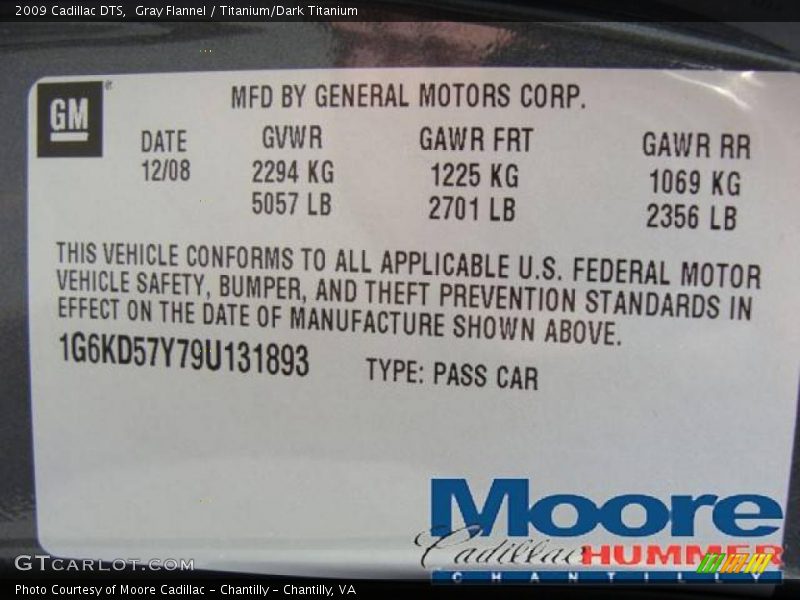 2009 Cadillac DTS, Gray Flannel / Titanium/Dark Titanium
GM
MFD BY GENERAL MOTORS CORP.
DATE GVWR GAWR FRT GAWR RR
12/08 2294 KG 1225 KG 1069 KG
5057 LB 2701 LB 2356 LB
THIS VEHICLE CONFORMS TO ALL APPLICABLE U.S. FEDERAL MOTOR
VEHICLE SAFETY, BUMPER, AND THEFT PREVENTION STANDARDS IN
EFFECT ON THE DATE OF MANUFACTURE SHOWN ABOVE.
1G6KD57Y79U131893 TYPE: PASS CAR
Moore
Cadillac HUMMER
CHANTILLY
GTCARLOT.COM
Photo Courtesy of Moore Cadillac - Chantilly - Chantilly, VA